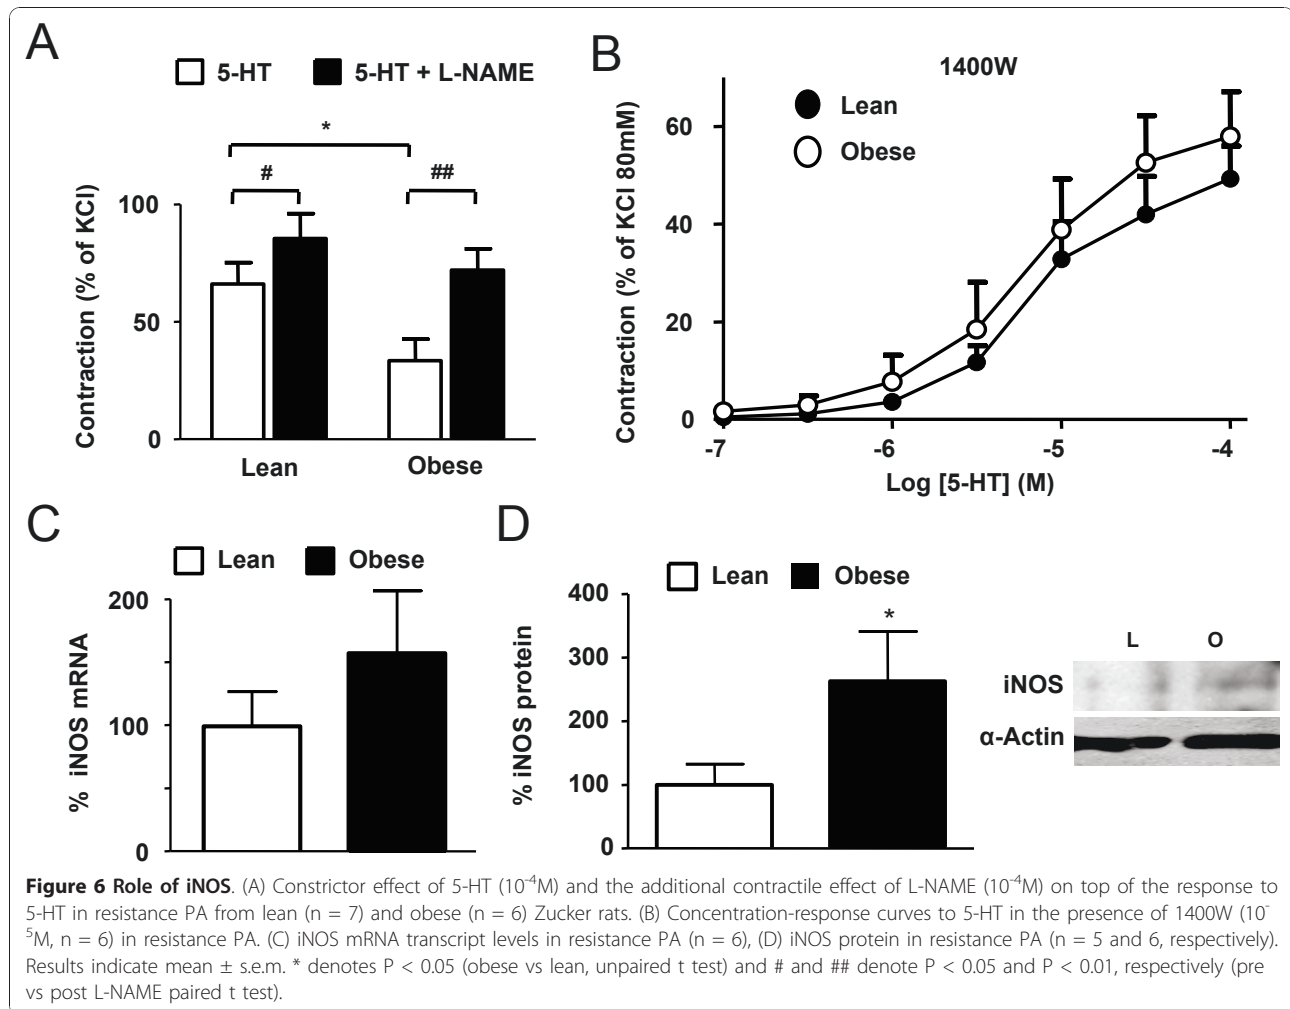 A
5-HT
5-HT + L-NAME
*
#
##
Contraction (% of KCl)
100
50
0
Lean
Obese
B
1400W
Lean
Obese
Contraction (% of KCl 80mM)
60
40
20
0
-7
-6
-5
-4
Log [5-HT] (M)
C
Lean
Obese
% iNOS mRNA
200
100
0
D
Lean
Obese
*
% iNOS protein
400
300
200
100
0
L
O
iNOS
α-Actin
Figure 6 Role of iNOS. (A) Constrictor effect of 5-HT (10⁻⁴M) and the additional contractile effect of L-NAME (10⁻⁴M) on top of the response to
5-HT in resistance PA from lean (n = 7) and obese (n = 6) Zucker rats. (B) Concentration-response curves to 5-HT in the presence of 1400W (10⁻
⁵M, n = 6) in resistance PA. (C) iNOS mRNA transcript levels in resistance PA (n = 6), (D) iNOS protein in resistance PA (n = 5 and 6, respectively).
Results indicate mean ± s.e.m. * denotes P < 0.05 (obese vs lean, unpaired t test) and # and ## denote P < 0.05 and P < 0.01, respectively (pre
vs post L-NAME paired t test).